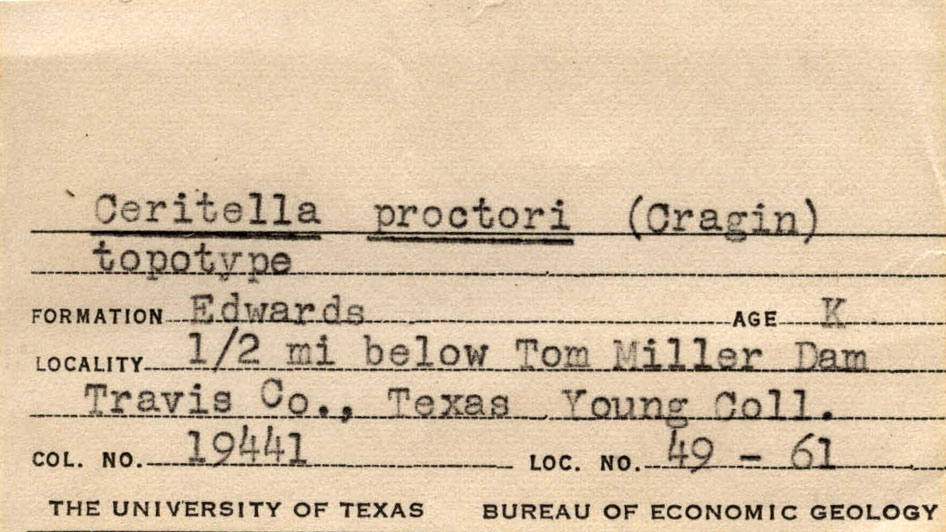 Ceritella proctori (Cragin)
topotype
FORMATION Edwards AGE K
LOCALITY 1/2 mi below Tom Miller Dam
Travis Co., Texas Young Coll.
COL. NO. 19441 LOC. NO. 49 - 61
THE UNIVERSITY OF TEXAS BUREAU OF ECONOMIC GEOLOGY